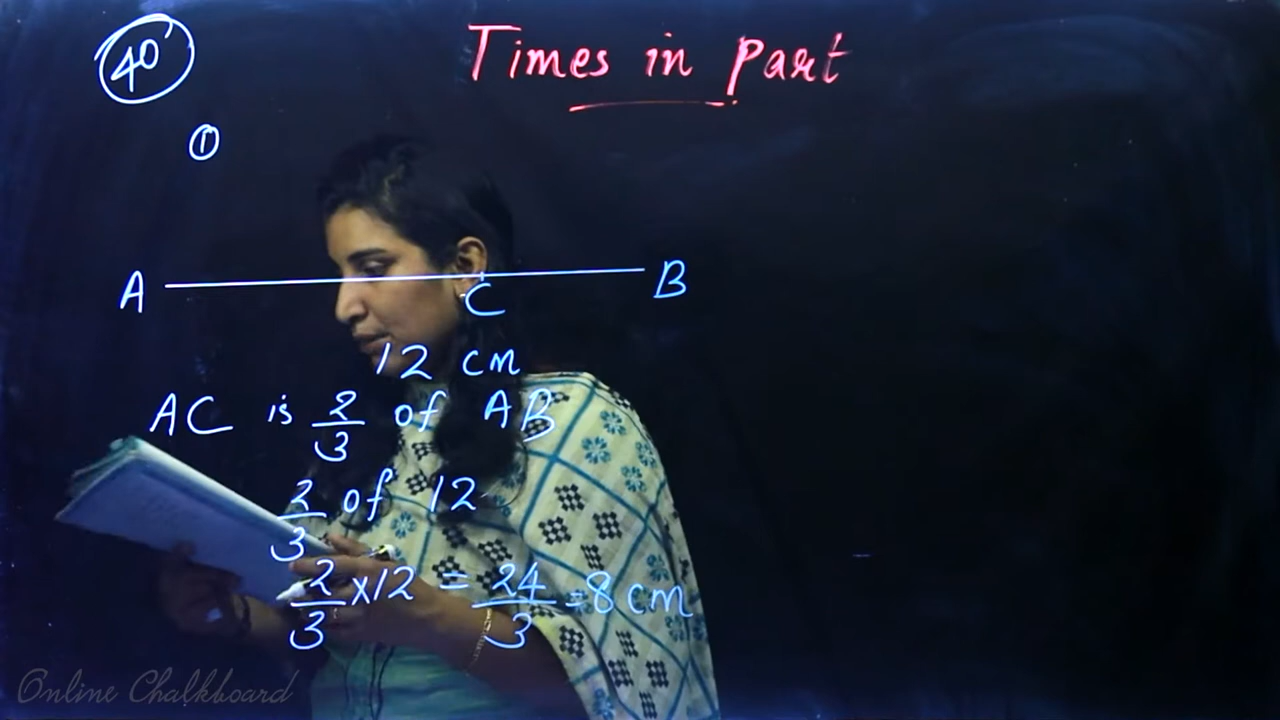 40'
Times in part
①
A C B
12 cm
AC is 2/3 of AB
2/3 of 12
2/3 x 12 = 24/3 = 8 cm
Online Chalkboard